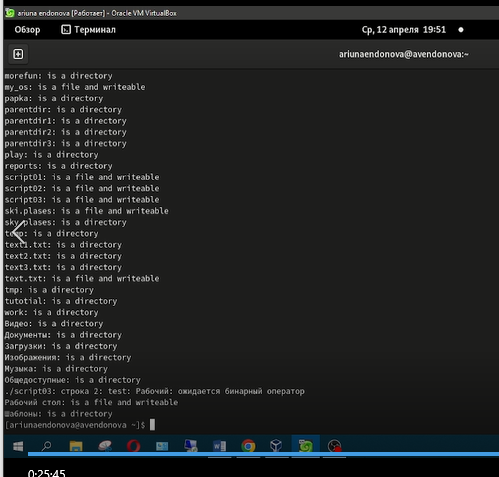 ariuna endonova [Работает] - Oracle VM VirtualBox
Обзор Терминал Ср, 12 апреля 19:51
ariunaendonova@avendonova:~
morefun: is a directory
my_os: is a file and writeable
papka: is a directory
parentdir: is a directory
parentdir1: is a directory
parentdir2: is a directory
parentdir3: is a directory
play: is a directory
reports: is a directory
script01: is a file and writeable
script02: is a file and writeable
script03: is a file and writeable
ski.plases: is a file and writeable
sky.plases: is a directory
temp: is a directory
text1.txt: is a directory
text2.txt: is a directory
text3.txt: is a directory
text.txt: is a file and writeable
tmp: is a directory
tutotial: is a directory
work: is a directory
Видео: is a directory
Документы: is a directory
Загрузки: is a directory
Изображения: is a directory
Музыка: is a directory
Общедоступные: is a directory
./script03: строка 2: test: Рабочий: ожидается бинарный оператор
Рабочий стол: is a file and writeable
Шаблоны: is a directory
[ariunaendonova@avendonova ~]$
0:25:45